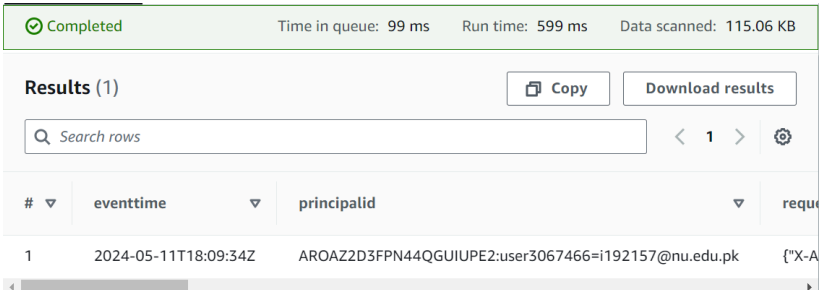 Completed Time in queue: 99 ms Run time: 599 ms Data scanned: 115.06 KB
Results (1) Copy Download results
Search rows 1
# eventtime principalid reque
1 2024-05-11T18:09:34Z AROAZ2D3FPN44QGUIUPE2:user3067466=i192157@nu.edu.pk {"X-A